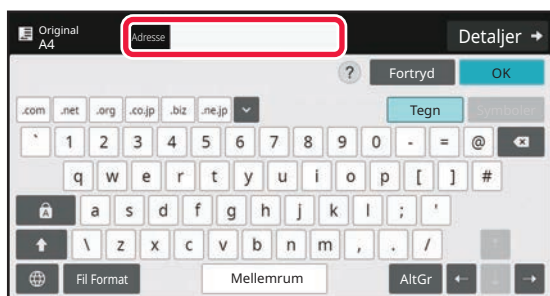 Original
A4
Adresse
Detaljer
?
Fortryd
OK
.com .net .org .co.jp .biz .ne.jp
Tegn
Symboler
` 1 2 3 4 5 6 7 8 9 0 - = @
q w e r t y u i o p [ ] #
A a s d f g h j k l ; '
\ z x c v b n m , . /
Fil Format
Mellemrum
AltGr